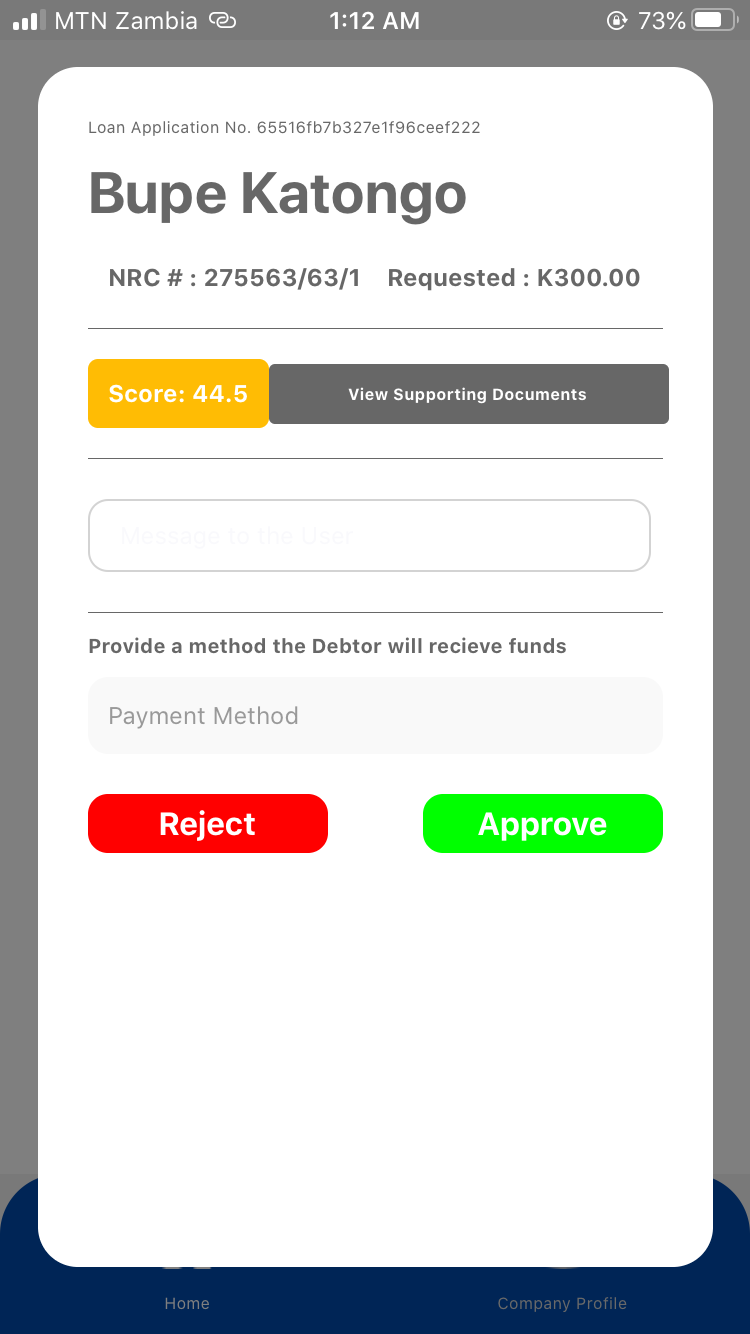 MTN Zambia 1:12 AM 73%
Loan Application No. 65516fb7b327e1f96ceef222
Bupe Katongo
NRC # : 275563/63/1 Requested : K300.00
Score: 44.5 View Supporting Documents
Message to the User
Provide a method the Debtor will recieve funds
Payment Method
Reject Approve
Home Company Profile